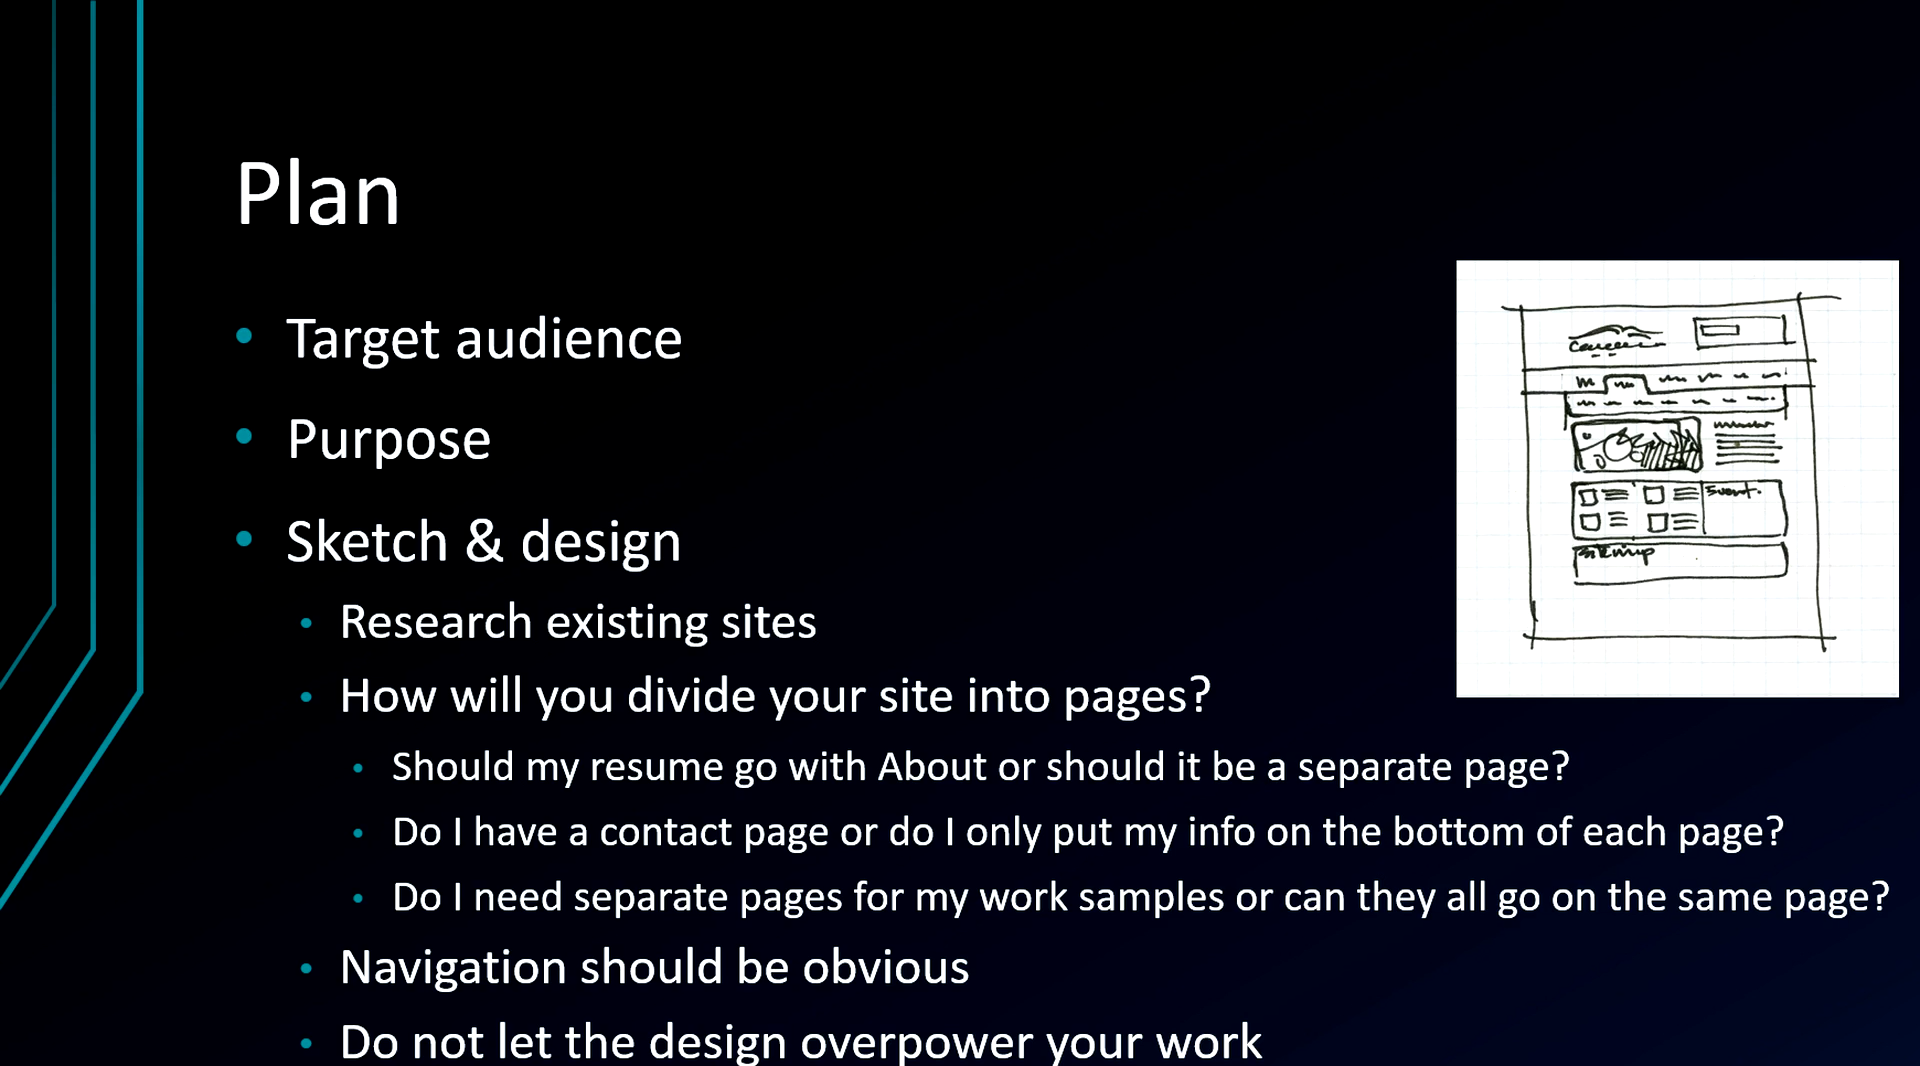 Plan
Target audience
Purpose
Sketch & design
Research existing sites
How will you divide your site into pages?
Should my resume go with About or should it be a separate page?
Do I have a contact page or do I only put my info on the bottom of each page?
Do I need separate pages for my work samples or can they all go on the same page?
Navigation should be obvious
Do not let the design overpower your work